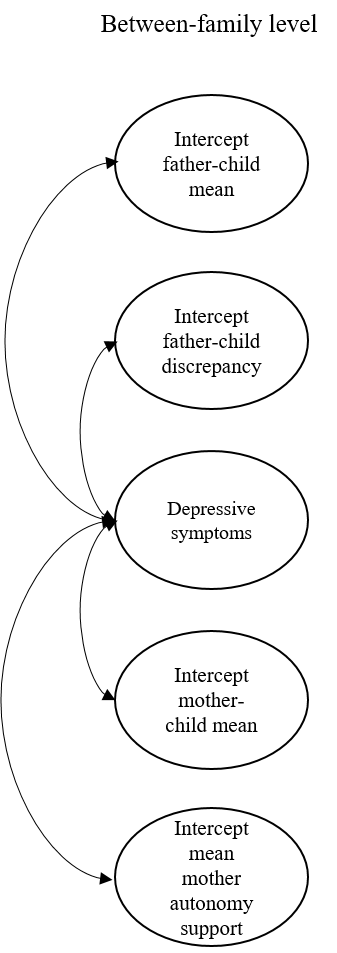 Between-family level
Intercept
father-child
mean
Intercept
father-child
discrepancy
Depressive
symptoms
Intercept
mother-
child mean
Intercept
mean
mother
autonomy
support